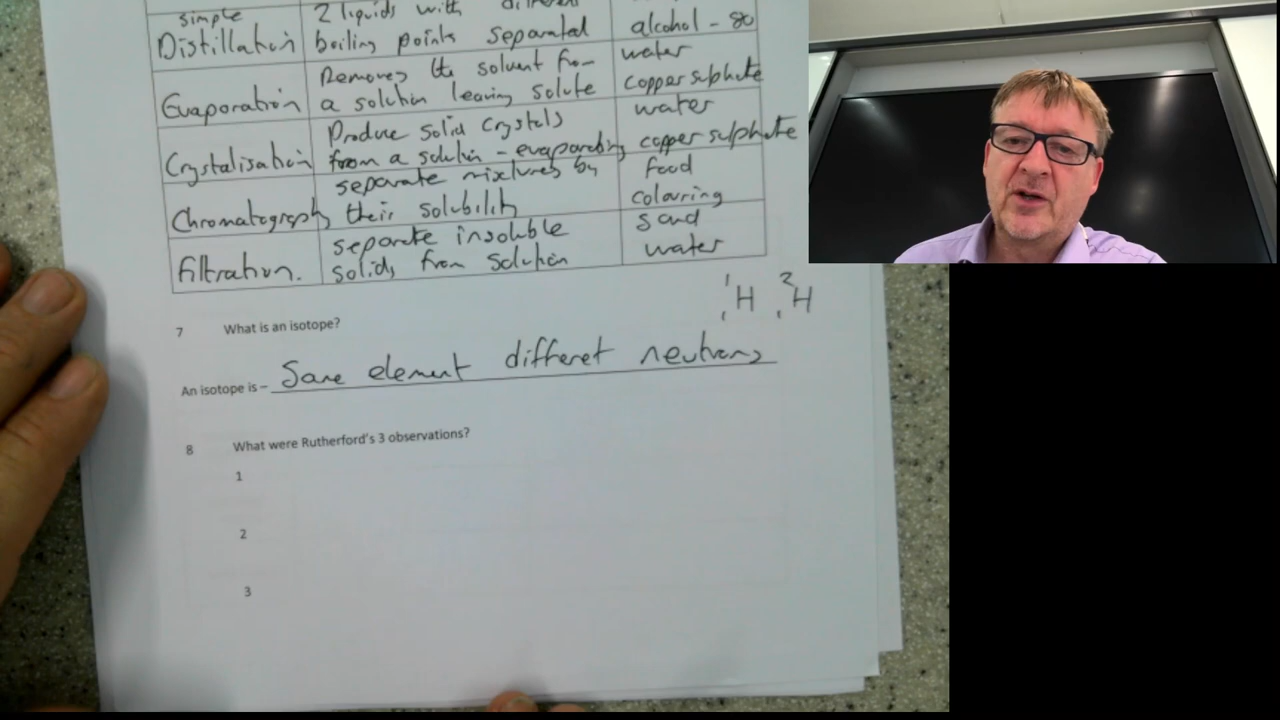 simple
2 liquids with
Distillation
boiling points separated
alcohol - 80
water
Removes the solvent from
Evaporation
a solution leaving solute
copper sulphate
water
Produce solid crystals
Crystalisation
from a solution - evaporating
copper sulphate
separate mixtures by
food
Chromatography
their solubility
colouring
separate insoluble
sand
Filtration.
solids from solution
water
1 1 H , 2 1 H
7 What is an isotope?
An isotope is – Same element different neutrons
8 What were Rutherford's 3 observations?
1
2
3